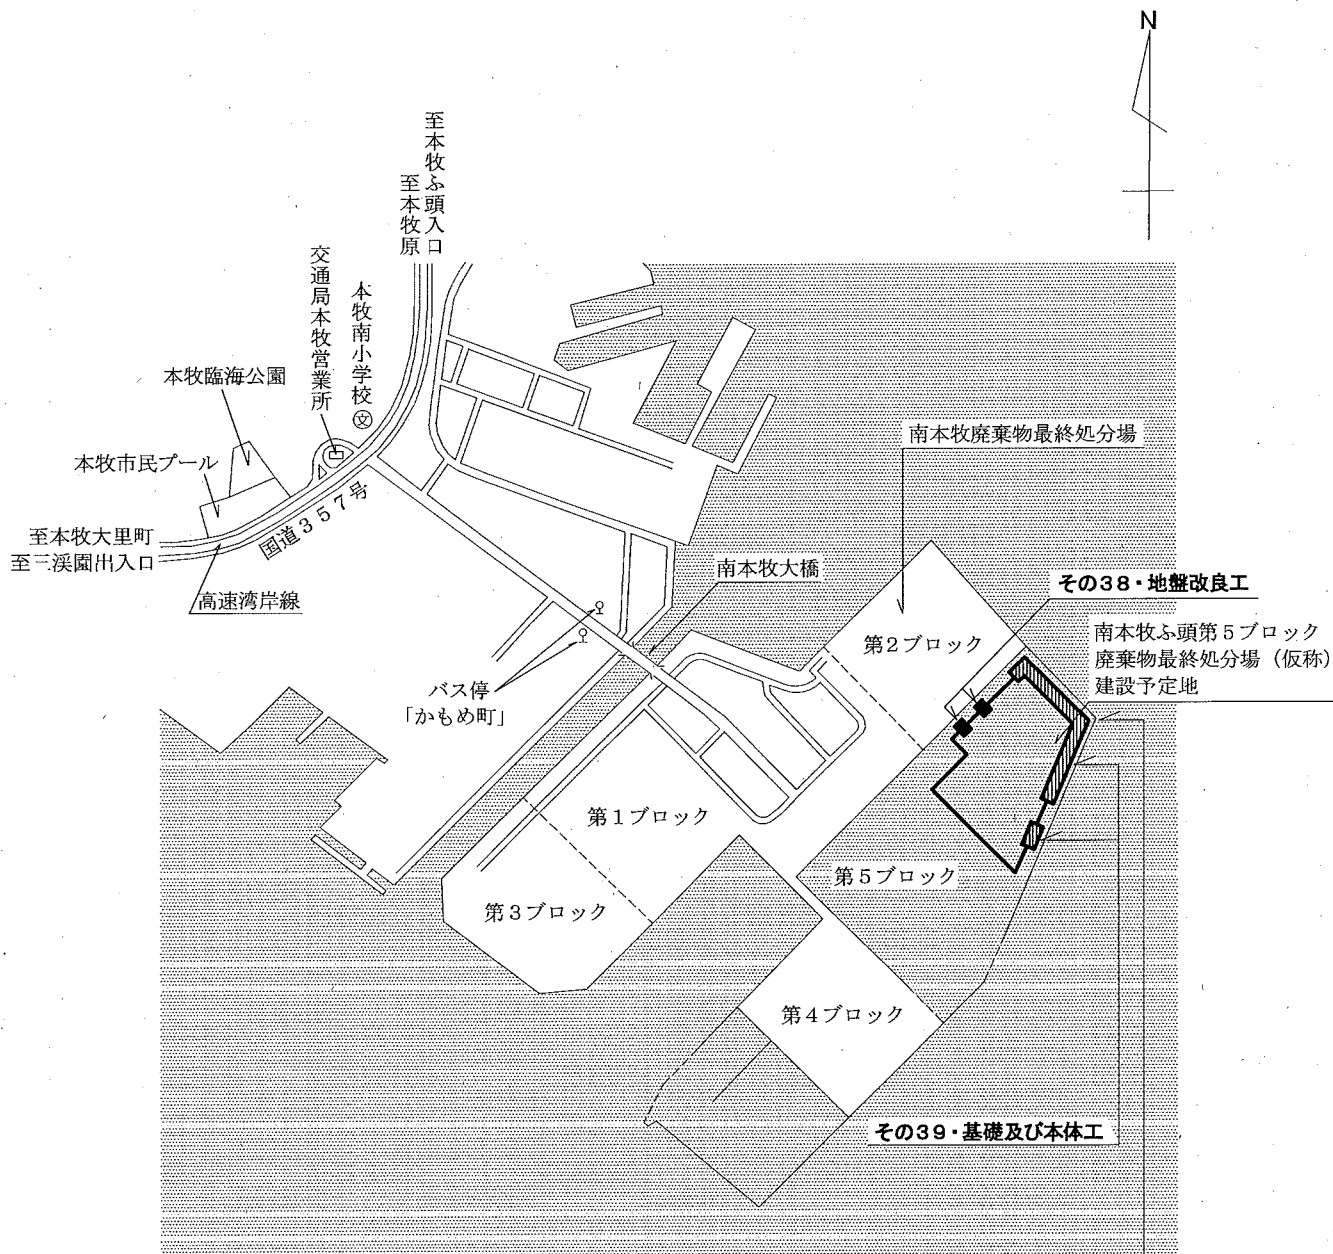 N
至本牧ふ頭入口
至本牧原
本牧南小学校
文
交通局本牧営業所
本牧臨海公園
本牧市民プール
至本牧大里町
至三溪園出入口
国道357号
高速湾岸線
南本牧廃棄物最終処分場
南本牧大橋
その38・地盤改良工
南本牧ふ頭第5ブロック
廃棄物最終処分場(仮称)
建設予定地
第2ブロック
バス停
「かもめ町」
第1ブロック
第5ブロック
第3ブロック
第4ブロック
その39・基礎及び本体工